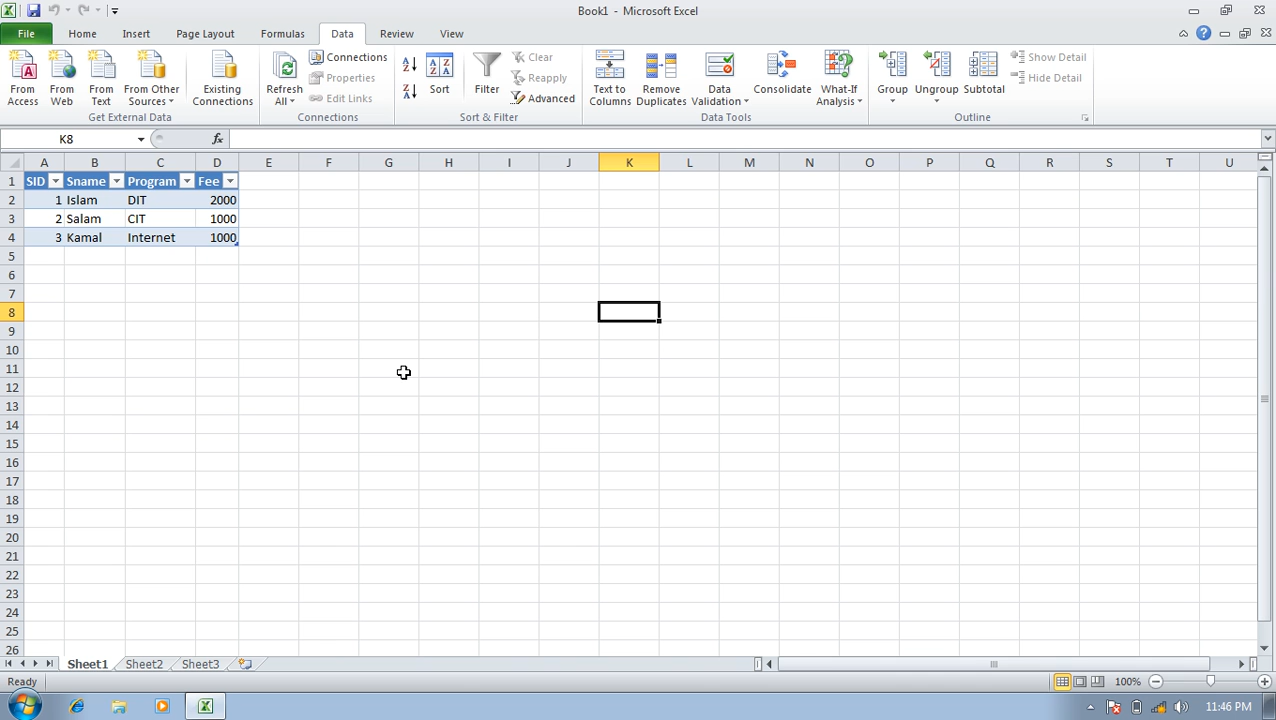 Book1 - Microsoft Excel
File Home Insert Page Layout Formulas Data Review View
From Access
From Web
From Text
From Other Sources
Existing Connections
Get External Data
Refresh All
Connections
Properties
Edit Links
Connections
Sort
Filter
Clear
Reapply
Advanced
Sort & Filter
Text to Columns
Remove Duplicates
Data Validation
Consolidate
What-If Analysis
Data Tools
Group
Ungroup
Subtotal
Show Detail
Hide Detail
Outline
K8 fx
A B C D E F G H I J K L M N O P Q R S T U
1 SID Sname Program Fee
2 1 Islam DIT 2000
3 2 Salam CIT 1000
4 3 Kamal Internet 1000
5
6
7
8
9
10
11
12
13
14
15
16
17
18
19
20
21
22
23
24
25
26
Sheet1 Sheet2 Sheet3
Ready 100%
11:46 PM